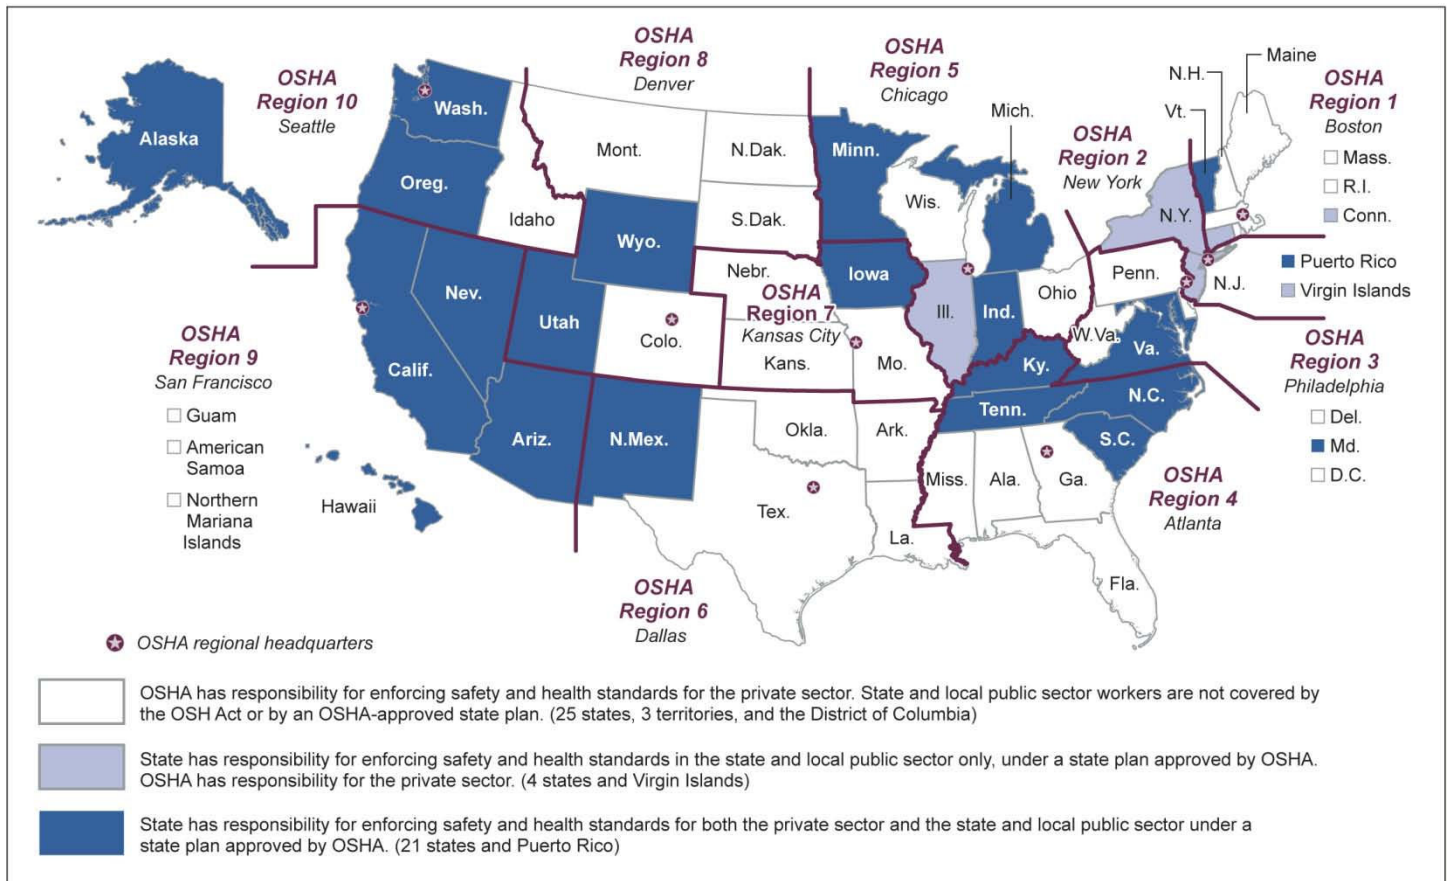 OSHA
Region 8
Denver
OSHA
Region 5
Chicago
Maine
N.H.
Vt.
OSHA
Region 10
Seattle
OSHA
Region 1
Boston
Mass.
R.I.
Conn.
Mich.
OSHA
Region 2
New York
Wash.
Alaska
Mont.
N.Dak.
Minn.
Oreg.
Idaho
S.Dak.
Wis.
N.Y.
Wyo.
Puerto Rico
Virgin Islands
Nebr.
Iowa
Penn.
N.J.
Nev.
OSHA
Region 7
Kansas City
Ill.
Ind.
Ohio
Utah
Colo.
W.Va.
OSHA
Region 9
San Francisco
Guam
American
Samoa
Northern
Mariana
Islands
Calif.
Kans.
Mo.
Ky.
Va.
OSHA
Region 3
Philadelphia
Del.
Md.
D.C.
N.C.
Tenn.
Ariz.
N.Mex.
Okla.
Ark.
S.C.
Hawaii
Tex.
Miss.
Ala.
Ga.
OSHA
Region 4
Atlanta
La.
Fla.
OSHA
Region 6
Dallas
OSHA regional headquarters
OSHA has responsibility for enforcing safety and health standards for the private sector. State and local public sector workers are not covered by
the OSH Act or by an OSHA-approved state plan. (25 states, 3 territories, and the District of Columbia)
State has responsibility for enforcing safety and health standards in the state and local public sector only, under a state plan approved by OSHA.
OSHA has responsibility for the private sector. (4 states and Virgin Islands)
State has responsibility for enforcing safety and health standards for both the private sector and the state and local public sector under a
state plan approved by OSHA. (21 states and Puerto Rico)